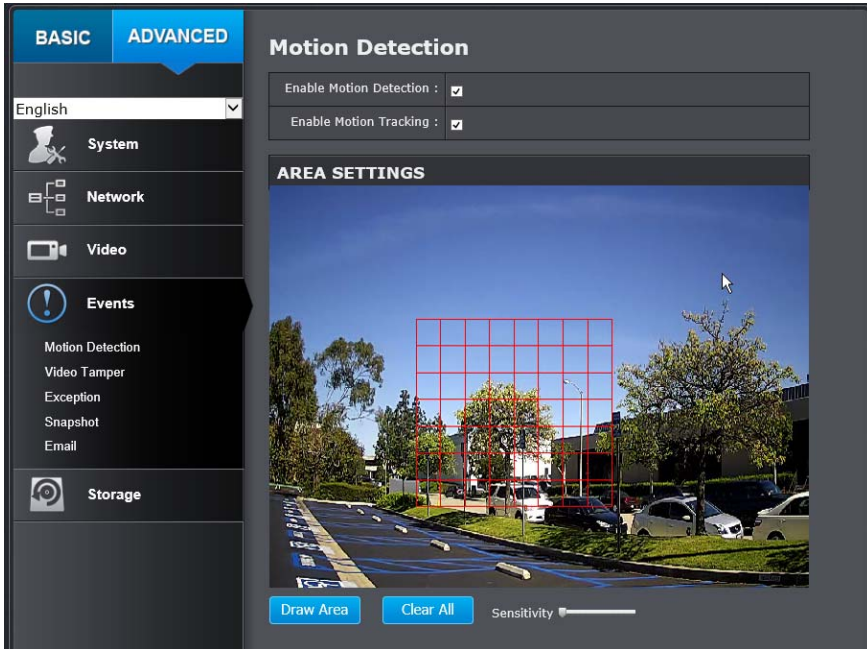 BASIC
ADVANCED
English
System
Network
Video
Events
Motion Detection
Video Tamper
Exception
Snapshot
Email
Storage
Motion Detection
Enable Motion Detection :
Enable Motion Tracking :
AREA SETTINGS
Draw Area
Clear All
Sensitivity